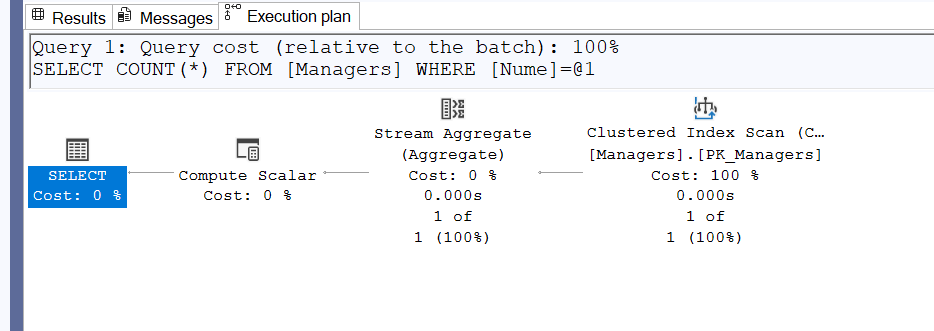 Results Messages Execution plan
Query 1: Query cost (relative to the batch): 100%
SELECT COUNT(*) FROM [Managers] WHERE [Nume]=@1
SELECT
Cost: 0 %
Compute Scalar
Cost: 0 %
Stream Aggregate
(Aggregate)
Cost: 0 %
0.000s
1 of
1 (100%)
Clustered Index Scan (C…
[Managers].[PK_Managers]
Cost: 100 %
0.000s
1 of
1 (100%)